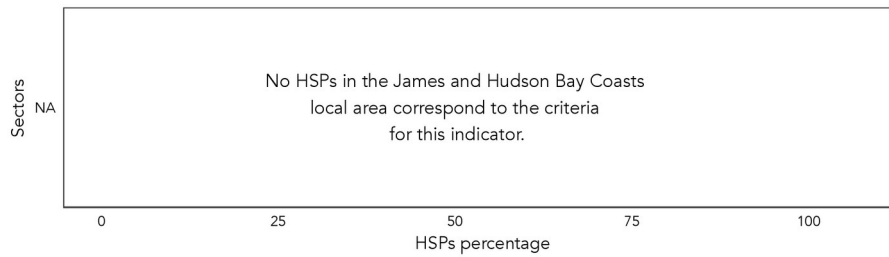 No HSPs in the James and Hudson Bay Coasts
local area correspond to the criteria
for this indicator.
Sectors
NA
0 25 50 75 100
HSPs percentage